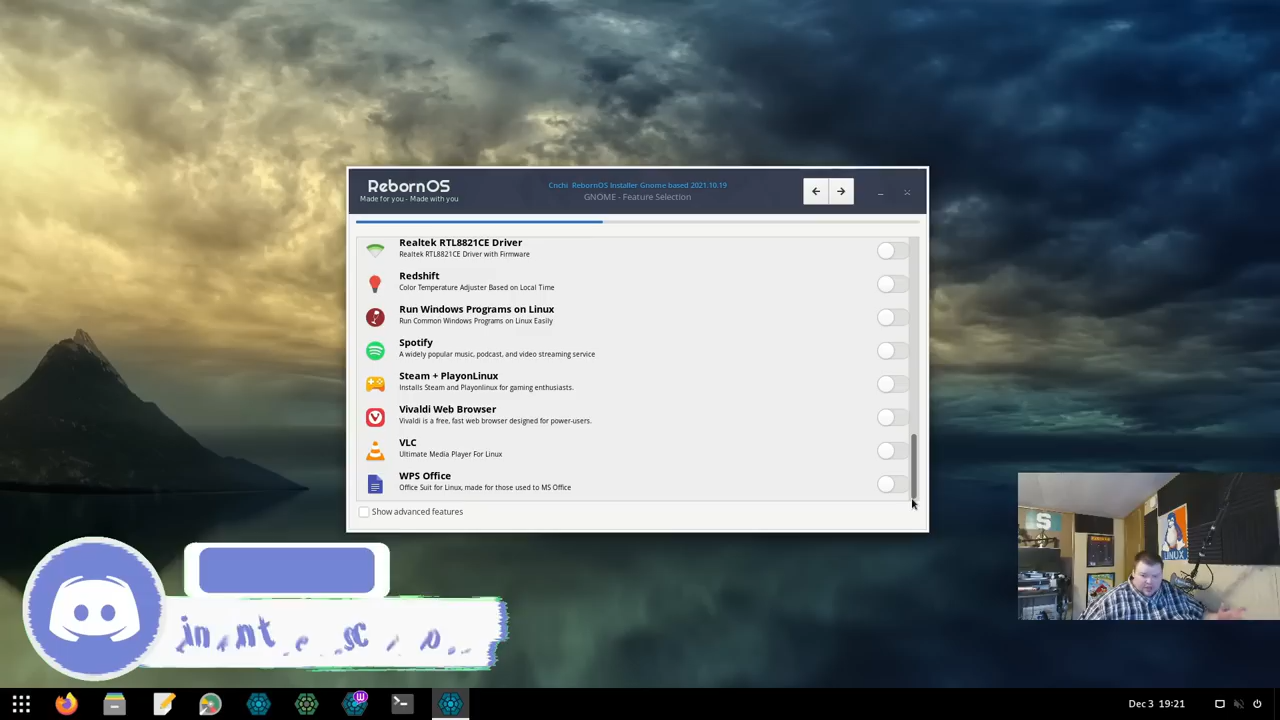 RebornOS
Made for you - Made with you
Cnchi RebornOS Installer Gnome based 2021.10.19
GNOME - Feature Selection
Realtek RTL8821CE Driver
Realtek RTL8821CE Driver with Firmware
Redshift
Color Temperature Adjuster Based on Local Time
Run Windows Programs on Linux
Run Common Windows Programs on Linux Easily
Spotify
A widely popular music, podcast, and video streaming service
Steam + PlayonLinux
Installs Steam and Playonlinux for gaming enthusiasts.
Vivaldi Web Browser
Vivaldi is a free, fast web browser designed for power-users.
VLC
Ultimate Media Player For Linux
WPS Office
Office Suit for Linux, made for those used to MS Office
Show advanced features
S
LINUX
W
Dec 3 19:21